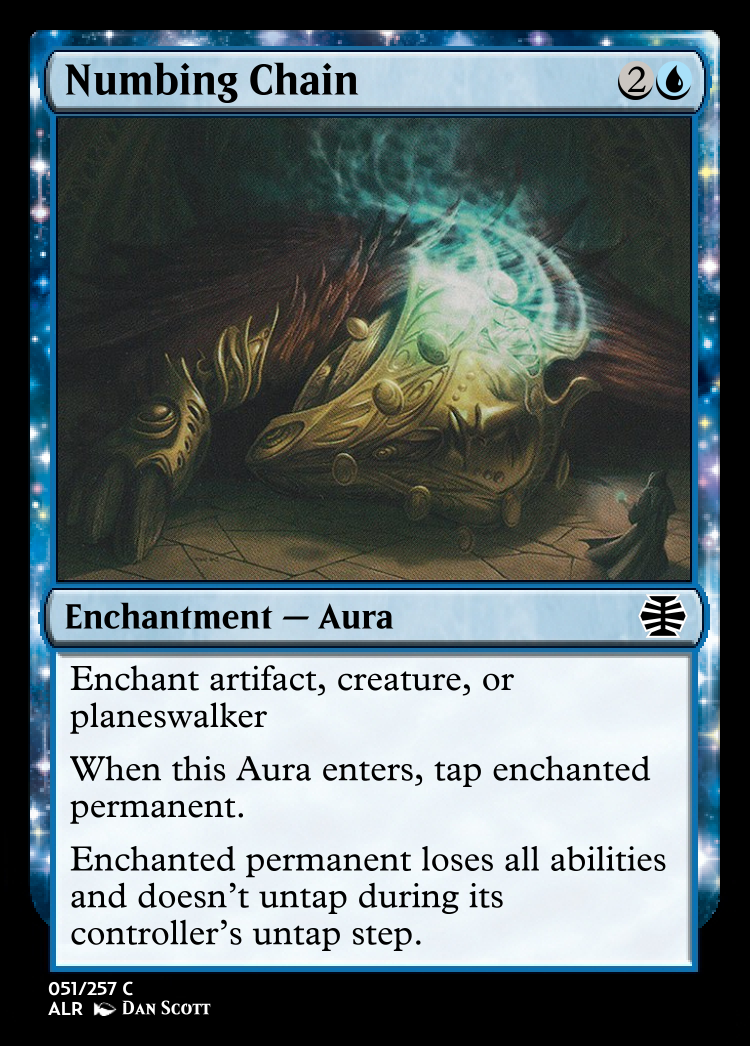 Numbing Chain 2
Enchantment — Aura
Enchant artifact, creature, or
planeswalker
When this Aura enters, tap enchanted
permanent.
Enchanted permanent loses all abilities
and doesn't untap during its
controller's untap step.
051/257 C
ALR Dan Scott